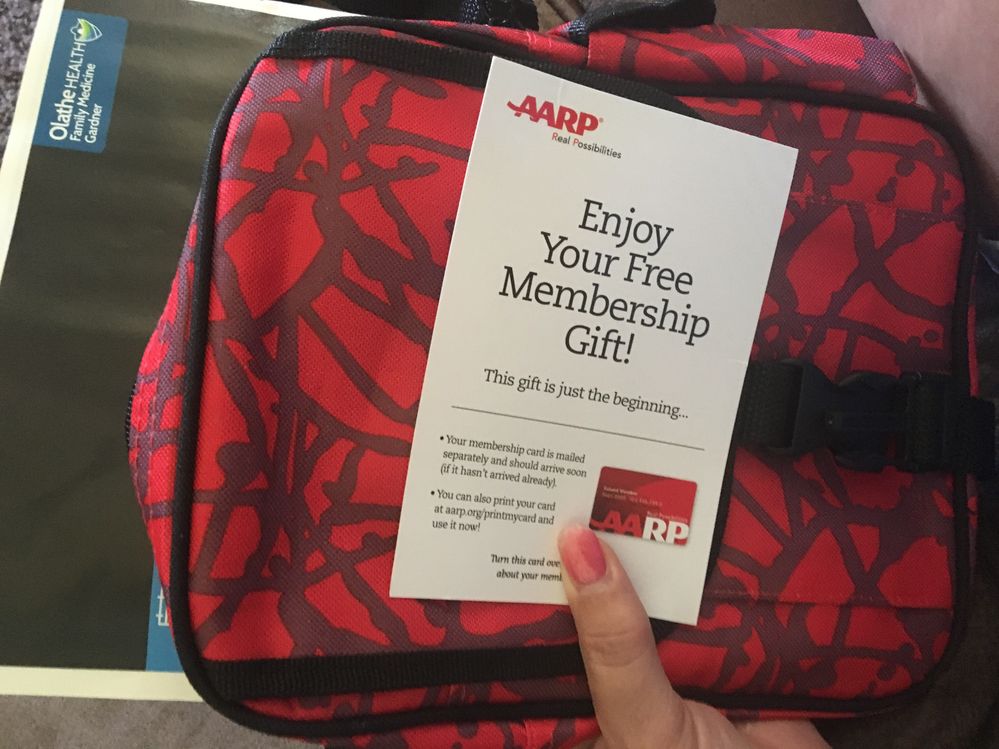 Olathe HEALTH
Family Medicine
Gardner
AARP®
Real Possibilities
Enjoy
Your Free
Membership
Gift!
This gift is just the beginning...
• Your membership card is mailed
separately and should arrive soon
(if it hasn't arrived already).
• You can also print your card
at aarp.org/printmycard and
use it now!
Real Possibilities
AARP
Turn this card
about your